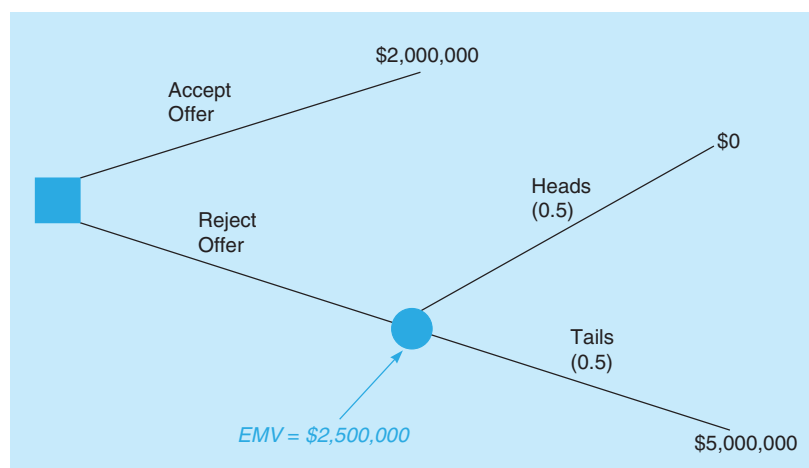 $2,000,000
Accept
Offer
$0
Heads
(0.5)
Reject
Offer
Tails
(0.5)
EMV = $2,500,000
$5,000,000